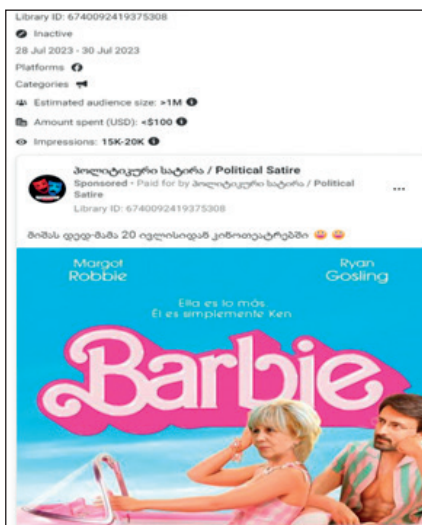 Library ID: 6740092419375308
Inactive
28 Jul 2023 - 30 Jul 2023
Platforms
Categories
Estimated audience size: >1M
Amount spent (USD): <$100
Impressions: 15K-20K
პოლიტიკური სატირა / Political Satire
Sponsored • Paid for by პოლიტიკური სატირა / Political
Satire
Library ID: 6740092419375308
მიშას დედ-მამა 20 ივლისიდან კინოთეატრებში
Margot
Robbie
Ryan
Gosling
Ella es lo más
Él es simplemente Ken
Barbie